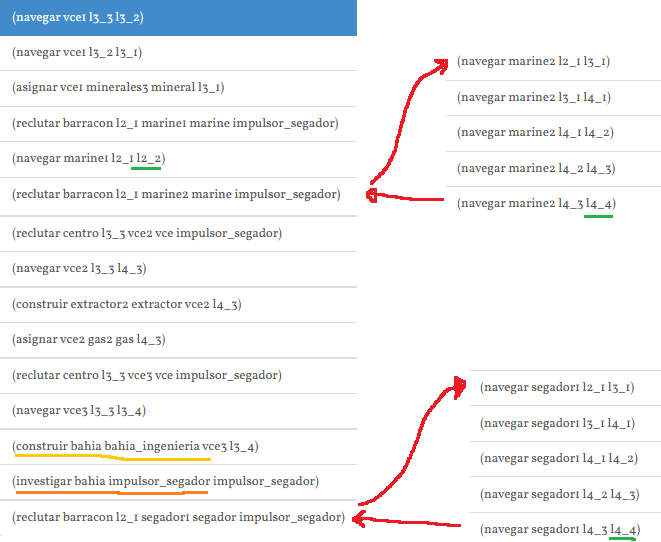 (navegar vce1 l3_3 l3_2)
(navegar vce1 l3_2 l3_1)
(asignar vce1 minerales3 mineral l3_1)
(reclutar barracon l2_1 marine1 marine impulsor_segador)
(navegar marine1 l2_1 l2_2)
(reclutar barracon l2_1 marine2 marine impulsor_segador)
(navegar marine2 l2_1 l3_1)
(navegar marine2 l3_1 l4_1)
(navegar marine2 l4_1 l4_2)
(navegar marine2 l4_2 l4_3)
(navegar marine2 l4_3 l4_4)
(reclutar centro l3_3 vce2 vce impulsor_segador)
(navegar vce2 l3_3 l4_3)
(construir extractor2 extractor vce2 l4_3)
(asignar vce2 gas2 gas l4_3)
(reclutar centro l3_3 vce3 vce impulsor_segador)
(navegar vce3 l3_3 l3_4)
(construir bahia bahia_ingenieria vce3 l3_4)
(investigar bahia impulsor_segador impulsor_segador)
(reclutar barracon l2_1 segador1 segador impulsor_segador)
(navegar segador1 l2_1 l3_1)
(navegar segador1 l3_1 l4_1)
(navegar segador1 l4_1 l4_2)
(navegar segador1 l4_2 l4_3)
(navegar segador1 l4_3 l4_4)